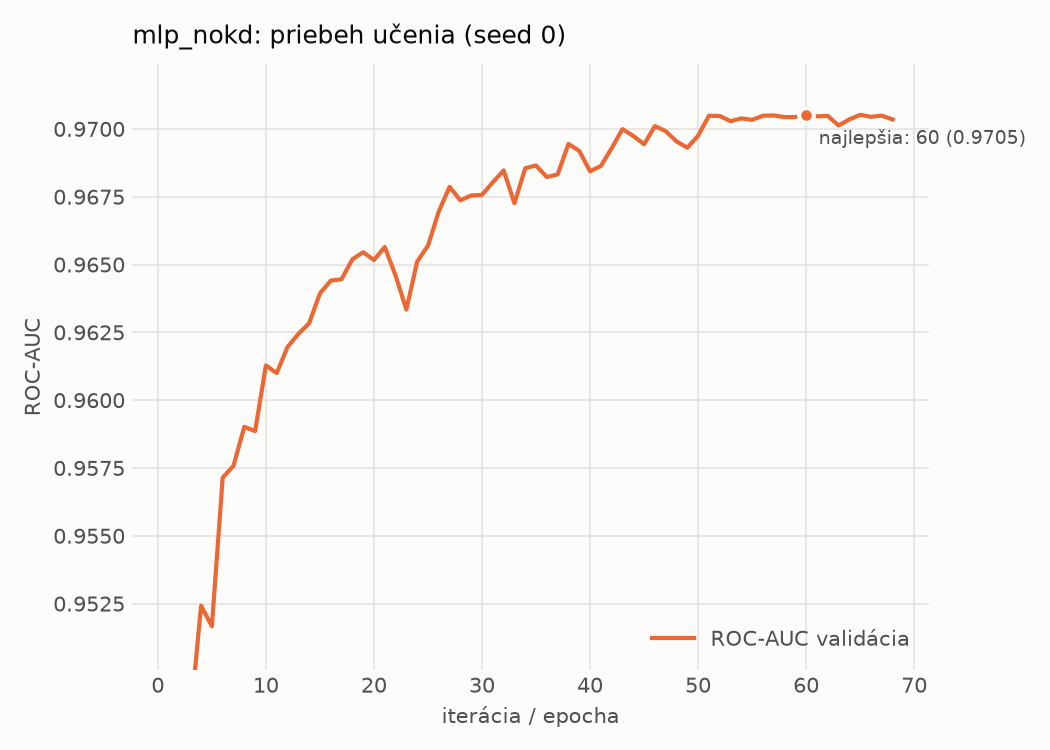 mlp_nokd: priebeh učenia (seed 0)
ROC-AUC
0.9700
0.9675
0.9650
0.9625
0.9600
0.9575
0.9550
0.9525
najlepšia: 60 (0.9705)
ROC-AUC validácia
0 10 20 30 40 50 60 70
iterácia / epocha